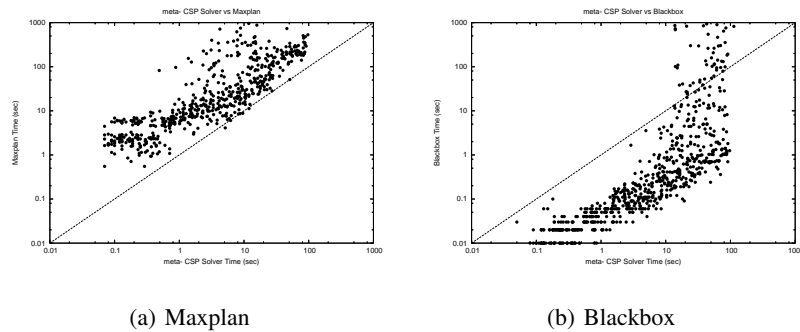 meta- CSP Solver vs Maxplan
1000
100
10
1
0.1
0.01
Maxplan Time (sec)
0.01 0.1 1 10 100 1000
meta- CSP Solver Time (sec)
(a) Maxplan
meta- CSP Solver vs Blackbox
1000
100
10
1
0.1
0.01
Blackbox Time (sec)
0.01 0.1 1 10 100 1000
meta- CSP Solver Time (sec)
(b) Blackbox